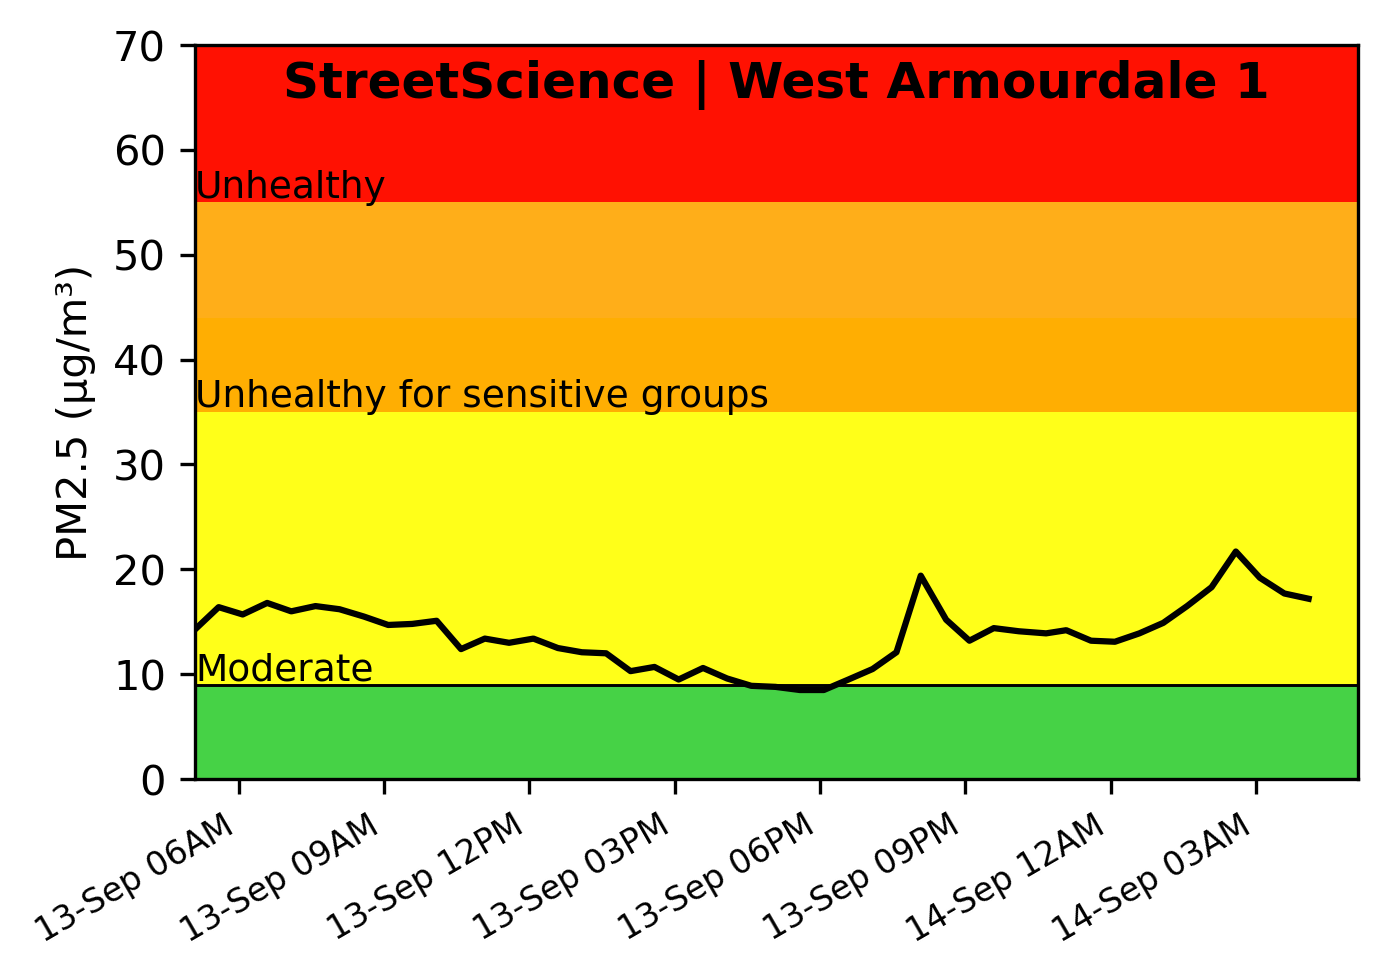 StreetScience | West Armourdale 1
70
60
Unhealthy
50
40
Unhealthy for sensitive groups
30
20
Moderate
10
0
PM2.5 (µg/m³)
13-Sep 06AM
13-Sep 09AM
13-Sep 12PM
13-Sep 03PM
13-Sep 06PM
13-Sep 09PM
14-Sep 12AM
14-Sep 03AM